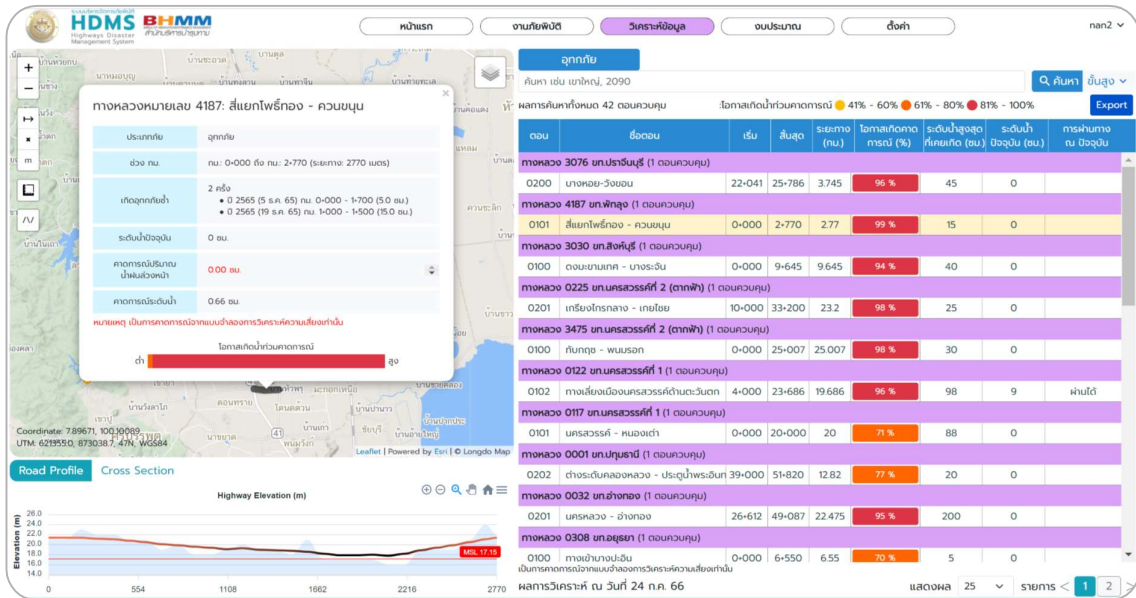 ระบบบริหารจัดการภัยพิบัติ
HDMS
Highways Disaster
Management System
BHMM
สำนักบริหารบำรุงทาง
หน้าแรก
งานภัยพิบัติ
วิเคราะห์ข้อมูล
งบประมาณ
ตั้งค่า
nan2
ทางหลวงหมายเลข 4187: สี่แยกโพธิ์ทอง - ควนขนุน
ประเภทภัย อุทกภัย
ช่วง กม. กม.: 0+000 ถึง กม.: 2+770 (ระยะทาง: 2770 เมตร)
เกิดอุทกภัยซ้ำ 2 ครั้ง
• ปี 2565 (5 ธ.ค. 65) กม. 0+000 - 1+700 (5.0 ซม.)
• ปี 2565 (19 ธ.ค. 65) กม. 1+000 - 1+500 (15.0 ซม.)
ระดับน้ำปัจจุบัน 0 ซม.
คาดการณ์ปริมาณ
น้ำฝนล่วงหน้า 0.00 ซม.
คาดการณ์ระดับน้ำ 0.66 ซม.
หมายเหตุ เป็นการคาดการณ์จากแบบจำลองการวิเคราะห์ความเสี่ยงเท่านั้น
โอกาสเกิดน้ำท่วมคาดการณ์
ต่ำ สูง
Coordinate: 7.89671, 100.10089
UTM: 621355.0, 873038.7, 47N, WGS84
Leaflet | Powered by Esri | © Longdo Map
Road Profile Cross Section
Highway Elevation (m)
Elevation (m)
26.0
24.0
22.0
20.0
18.0
16.0
14.0
MSL 17.15
0 554 1108 1662 2216 2770
อุทกภัย
ค้นหา เช่น เขาใหญ่, 2090 ค้นหา ขั้นสูง
ผลการค้นหาทั้งหมด 42 ตอนควบคุม :โอกาสเกิดน้ำท่วมคาดการณ์ 41% - 60% 61% - 80% 81% - 100% Export
ตอน ชื่อตอน เริ่ม สิ้นสุด ระยะทาง (กม.) โอกาสเกิดคาดการณ์ (%) ระดับน้ำสูงสุดที่เคยเกิด (ซม.) ระดับน้ำปัจจุบัน (ซม.) การผ่านทาง ณ ปัจจุบัน
ทางหลวง 3076 ขท.ปราจีนบุรี (1 ตอนควบคุม)
0200 บางหอย - วังขอน 22+041 25+786 3.745 96 % 45 0
ทางหลวง 4187 ขท.พัทลุง (1 ตอนควบคุม)
0101 สี่แยกโพธิ์ทอง - ควนขนุน 0+000 2+770 2.77 99 % 15 0
ทางหลวง 3030 ขท.สิงห์บุรี (1 ตอนควบคุม)
0100 ดงมะขามเทศ - บางระจัน 0+000 9+645 9.645 94 % 40 0
ทางหลวง 0225 ขท.นครสวรรค์ที่ 2 (ตากฟ้า) (1 ตอนควบคุม)
0201 เกรียงไกรกลาง - เกยไชย 10+000 33+200 23.2 98 % 25 0
ทางหลวง 3475 ขท.นครสวรรค์ที่ 2 (ตากฟ้า) (1 ตอนควบคุม)
0100 ทับกฤช - พนมรอก 0+000 25+007 25.007 98 % 30 0
ทางหลวง 0122 ขท.นครสวรรค์ที่ 1 (1 ตอนควบคุม)
0102 ทางเลี่ยงเมืองนครสวรรค์ด้านตะวันตก 4+000 23+686 19.686 96 % 98 9 ผ่านได้
ทางหลวง 0117 ขท.นครสวรรค์ที่ 1 (1 ตอนควบคุม)
0101 นครสวรรค์ - หนองเต่า 0+000 20+000 20 71 % 88 0
ทางหลวง 0001 ขท.ปทุมธานี (1 ตอนควบคุม)
0202 ต่างระดับคลองหลวง - ประตูน้ำพระอินท 39+000 51+820 12.82 77 % 20 0
ทางหลวง 0032 ขท.อ่างทอง (1 ตอนควบคุม)
0201 นครหลวง - อ่างทอง 26+612 49+087 22.475 95 % 200 0
ทางหลวง 0308 ขท.อยุธยา (1 ตอนควบคุม)
0100 ทางเข้าบางปะอิน 0+000 6+550 6.55 70 % 5 0
เป็นการคาดการณ์จากแบบจำลองการวิเคราะห์ความเสี่ยงเท่านั้น
ผลการวิเคราะห์ ณ วันที่ 24 ก.ค. 66 แสดงผล 25 รายการ < 1 2 >